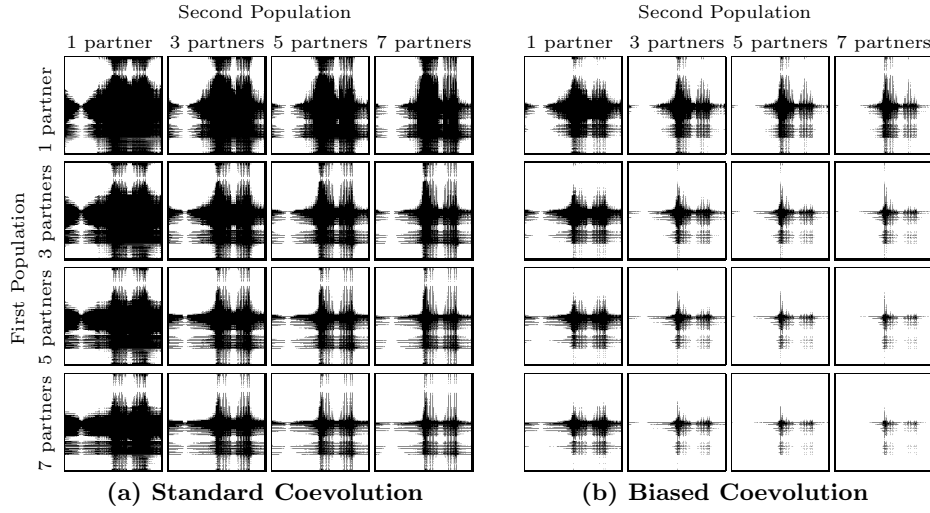 Second Population
Second Population
1 partner 3 partners 5 partners 7 partners
1 partner 3 partners 5 partners 7 partners
First Population
1 partner
3 partners
5 partners
7 partners
(a) Standard Coevolution
(b) Biased Coevolution